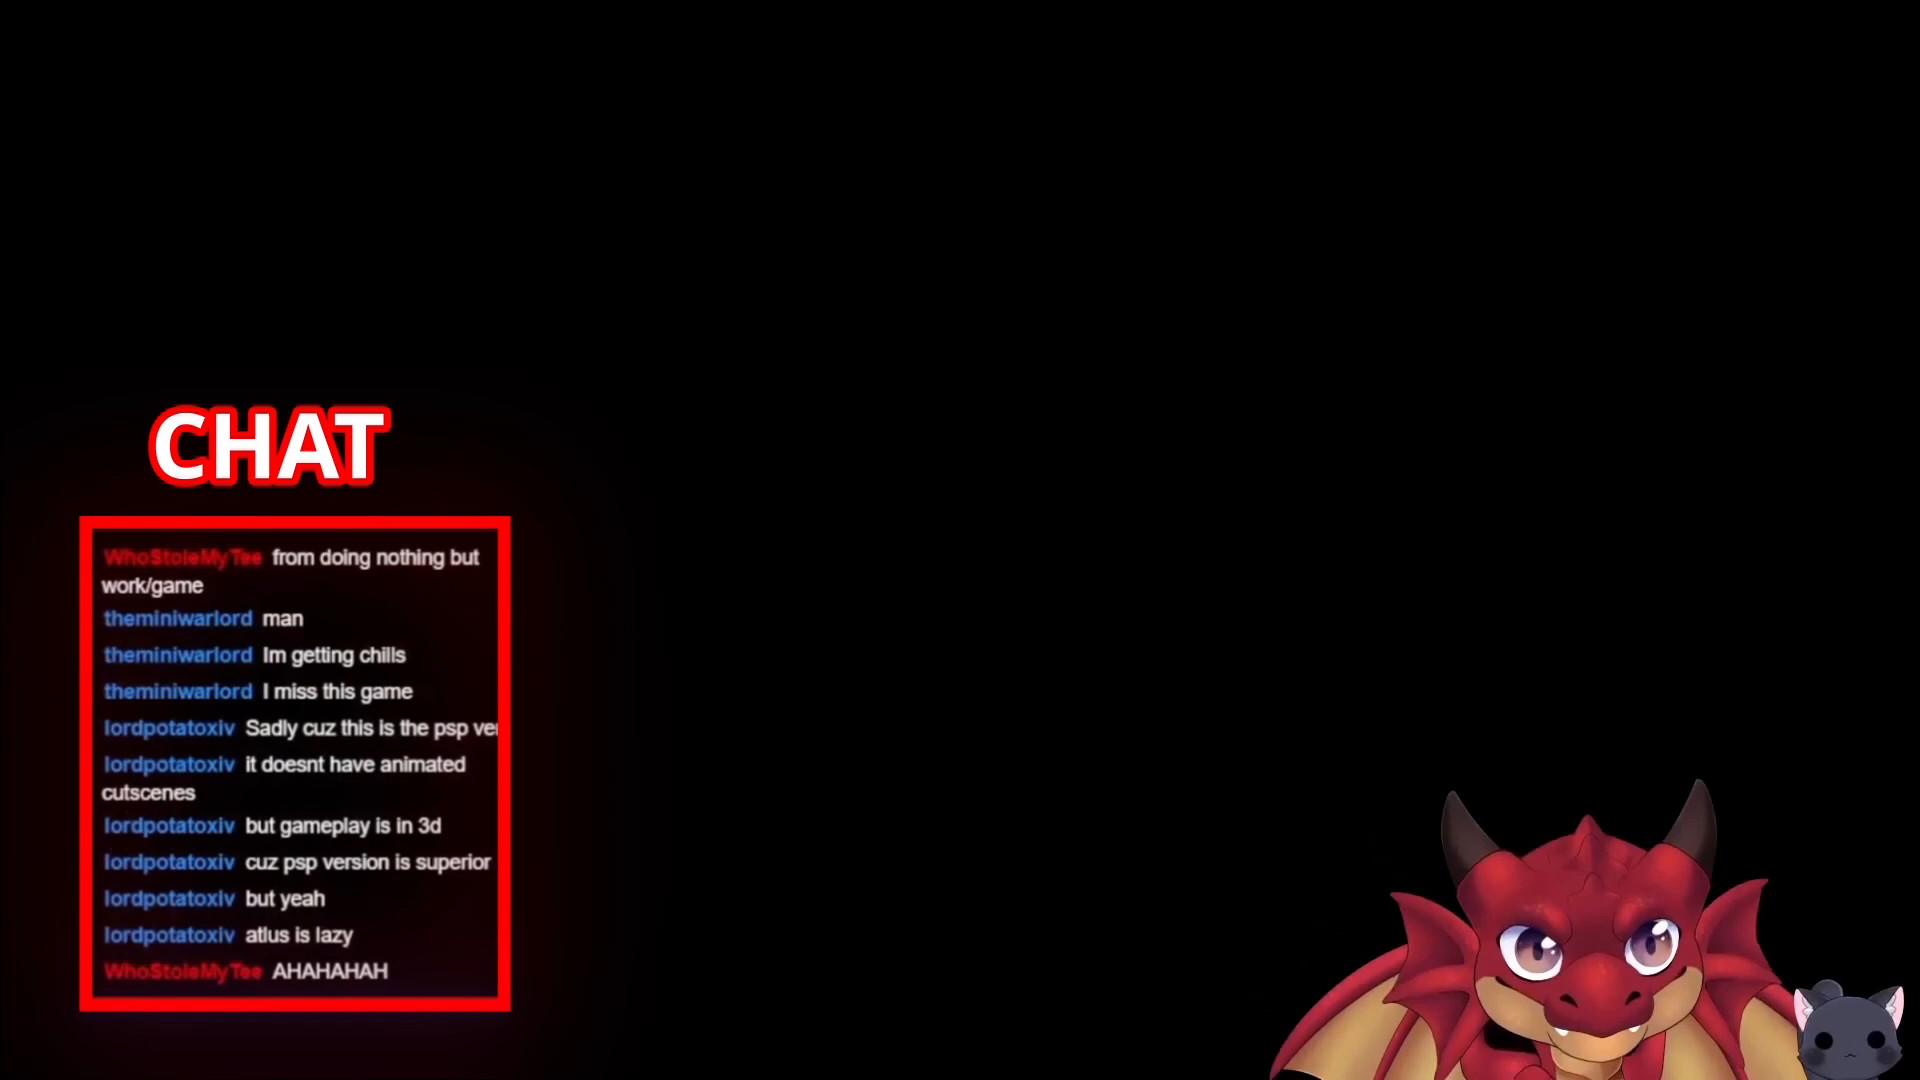 CHAT
WhoStoleMyTee from doing nothing but
work/game
theminiwarlord man
theminiwarlord Im getting chills
theminiwarlord I miss this game
lordpotatoxiv Sadly cuz this is the psp ver
lordpotatoxiv it doesnt have animated
cutscenes
lordpotatoxiv but gameplay is in 3d
lordpotatoxiv cuz psp version is superior
lordpotatoxiv but yeah
lordpotatoxiv atlus is lazy
WhoStoleMyTee AHAHAHAH